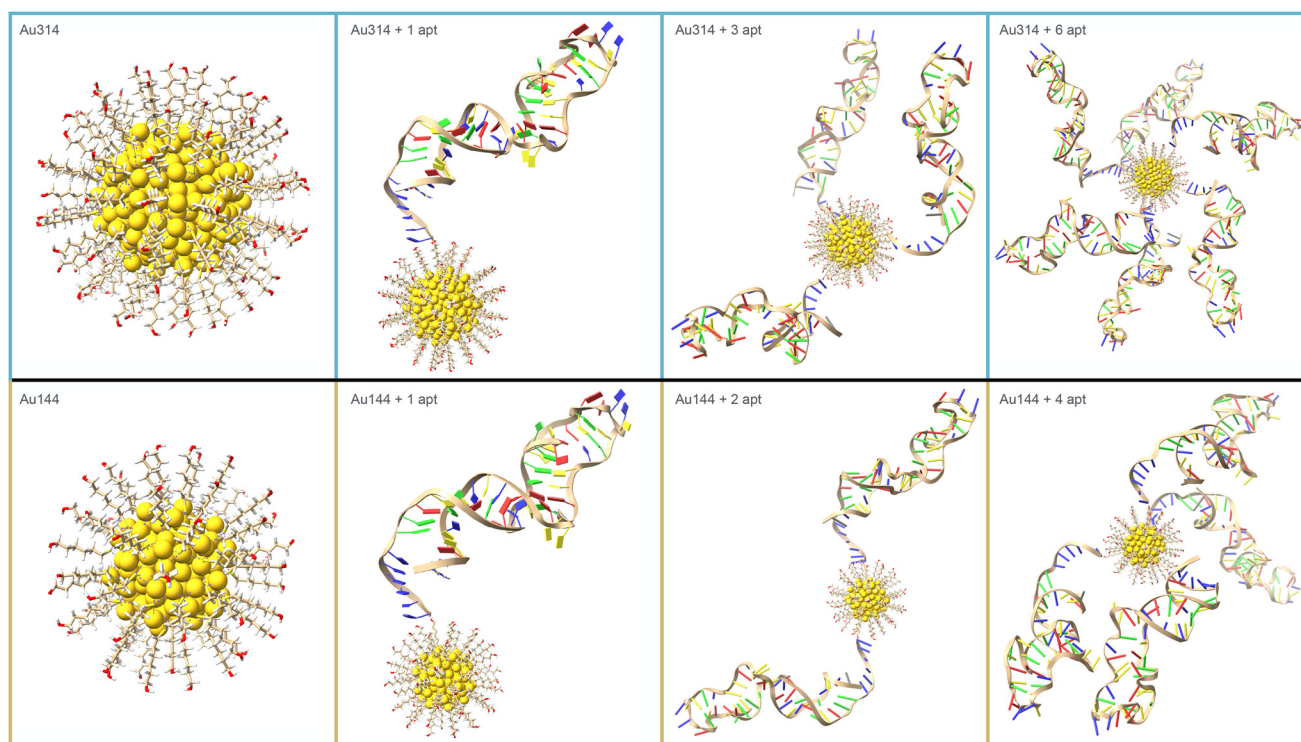 Au314
Au314 + 1 apt
Au314 + 3 apt
Au314 + 6 apt
Au144
Au144 + 1 apt
Au144 + 2 apt
Au144 + 4 apt